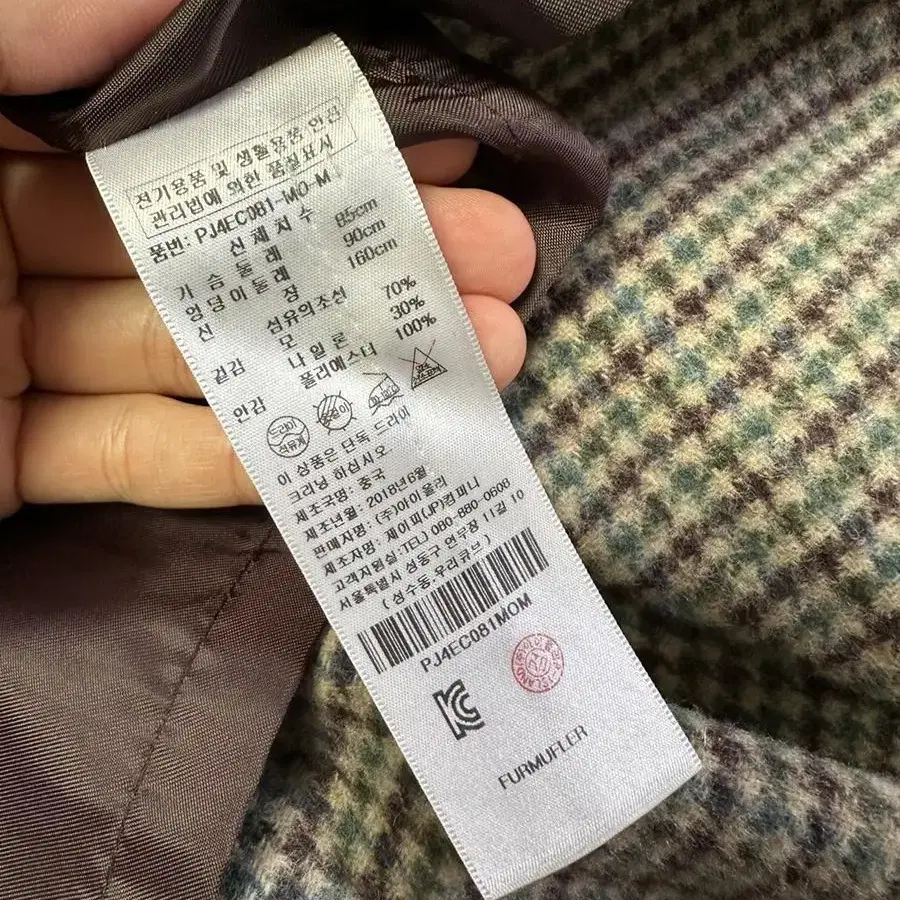 전기용품 및 생활용품 안전
관리법에 의한 품질표시
품번: PJ4EC081-MO-M
신체치수
가슴둘레 85cm
엉덩이둘레 90cm
신장 160cm
섬유의조성
겉감 모 70%
나일론 30%
안감 폴리에스터 100%
드라이
석유계
이 상품은 단독 드라이
크리닝 하십시오
제조국명: 중국
제조년월: 2018년6월
판매자명: (주)아이올리
제조자명: 제이피(JP)컴퍼니
고객지원실:TEL) 080-880-0608
서울특별시 성동구 연무장 11길 10
( 성수동,우리큐브 )
PJ4EC081MOM
FURMUFLER